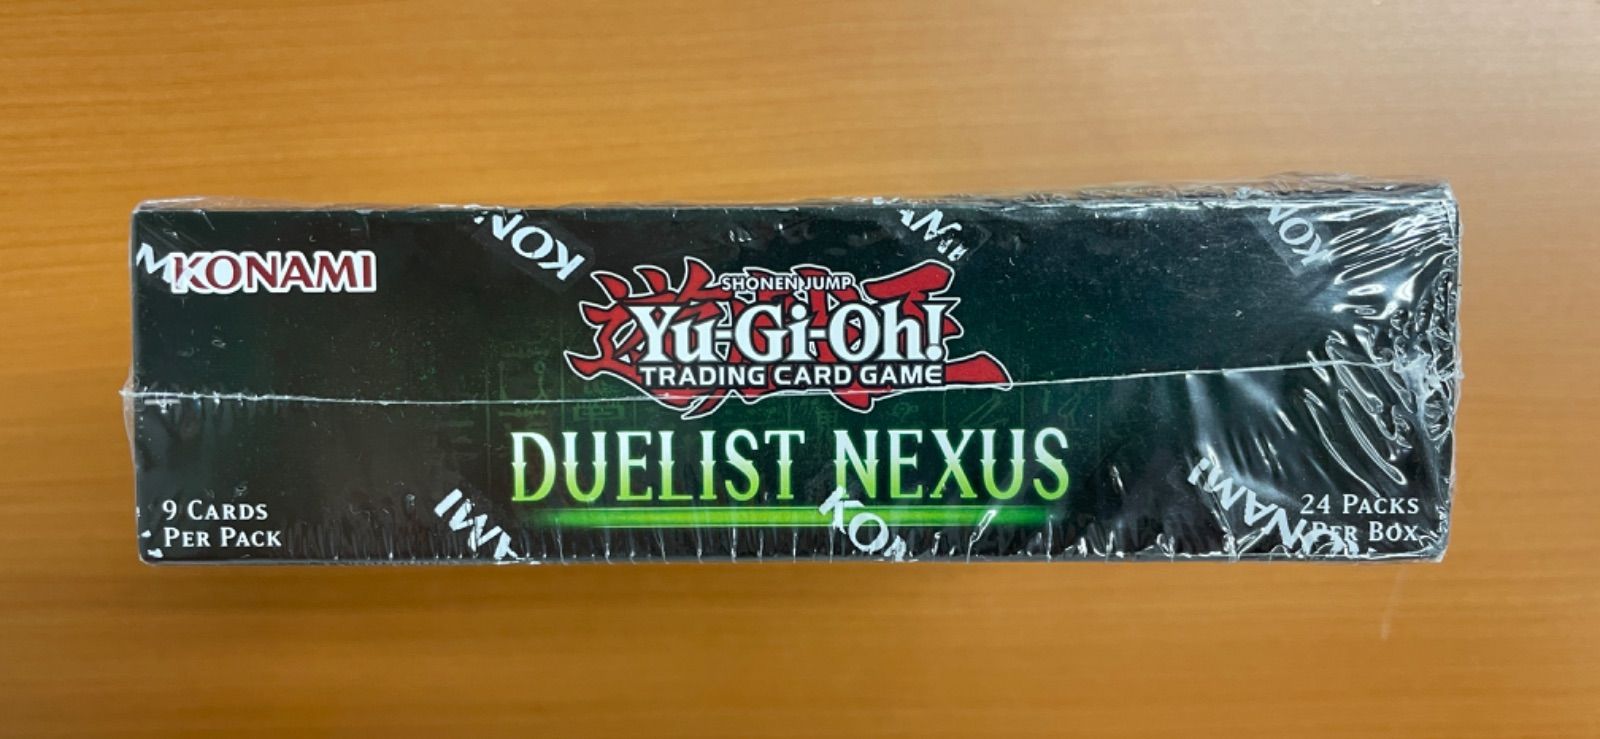 KONAMI
SHONEN JUMP
Yu-Gi-Oh!
TRADING CARD GAME
DUELIST NEXUS
9 CARDS
PER PACK
24 PACKS
PER BOX